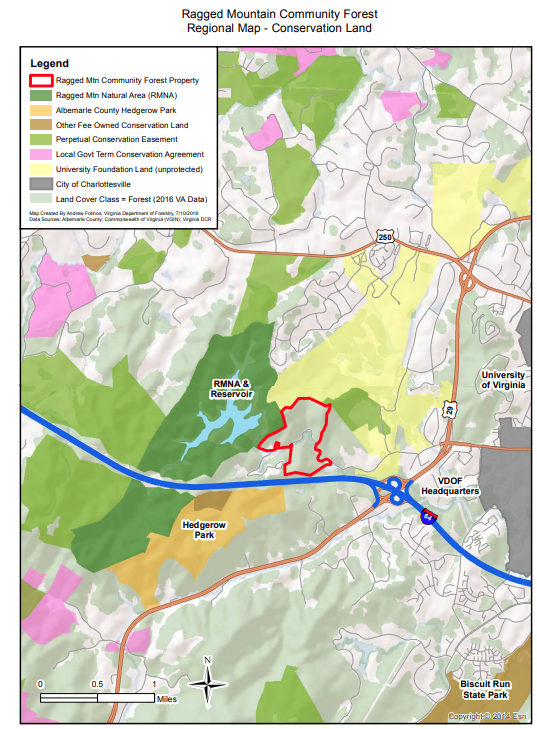 Ragged Mountain Community Forest
Regional Map - Conservation Land
Legend
Ragged Mtn Community Forest Property
Ragged Mtn Natural Area (RMNA)
Albemarle County Hedgerow Park
Other Fee Owned Conservation Land
Perpetual Conservation Easement
Local Govt Term Conservation Agreement
University Foundation Land (unprotected)
City of Charlottesville
Land Cover Class = Forest (2016 VA Data)
Map Created By Andrew Fotinos, Virginia Department of Forestry 7/10/2018
Data Sources: Albemarle County; Commonwealth of Virginia (VGIN); Virginia DCR
250
University
of Virginia
RMNA &
Reservoir
29
VDOF
Headquarters
Hedgerow
Park
N
0 0.5 1
Miles
Biscuit Run
State Park
Copyright:© 2014 Esri